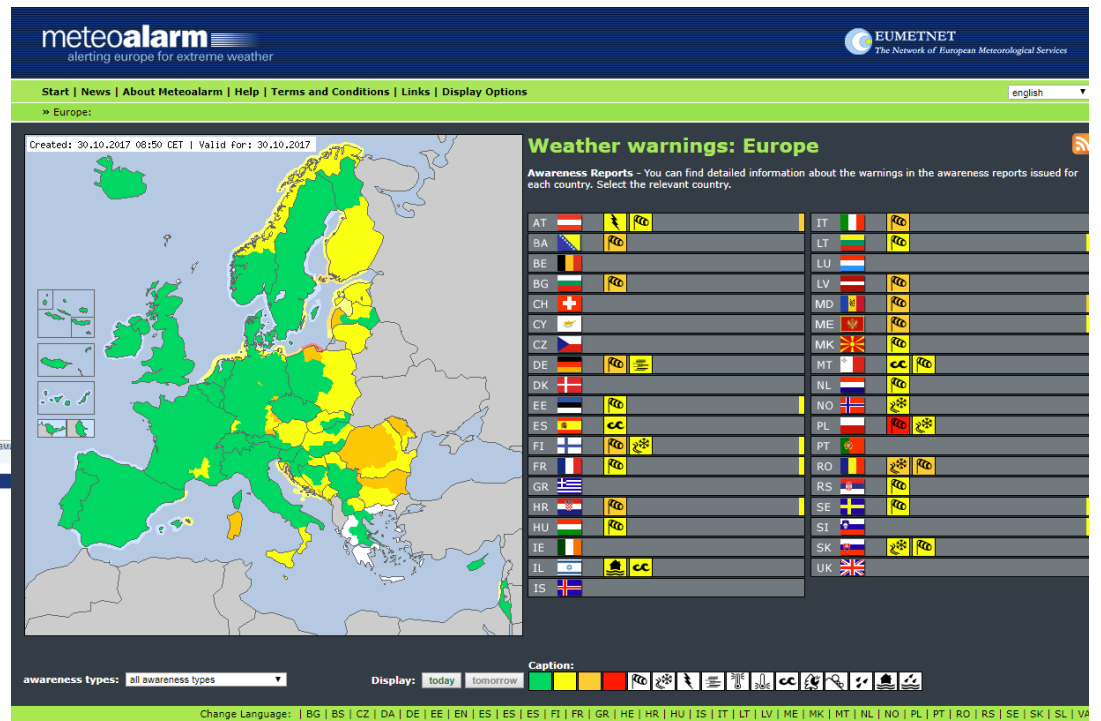 meteoalarm
alerting europe for extreme weather
EUMETNET
The Network of European Meteorological Services
Start | News | About Meteoalarm | Help | Terms and Conditions | Links | Display Options
english
» Europe:
Created: 30.10.2017 08:50 CET | Valid for: 30.10.2017
Weather warnings: Europe
Awareness Reports - You can find detailed information about the warnings in the awareness reports issued for
each country. Select the relevant country.
AT
BA
BE
BG
CH
CY
CZ
DE
DK
EE
ES
FI
FR
GR
HR
HU
IE
IL
IS
IT
LT
LU
LV
MD
ME
MK
MT
NL
NO
PL
PT
RO
RS
SE
SI
SK
UK
awareness types: all awareness types
Display: today tomorrow
Caption:
Change Language: | BG | BS | CZ | DA | DE | EE | EN | ES | ES | ES | FI | FR | GR | HE | HR | HU | IS | IT | LT | LV | ME | MK | MT | NL | NO | PL | PT | RO | RS | SE | SK | SL | VA